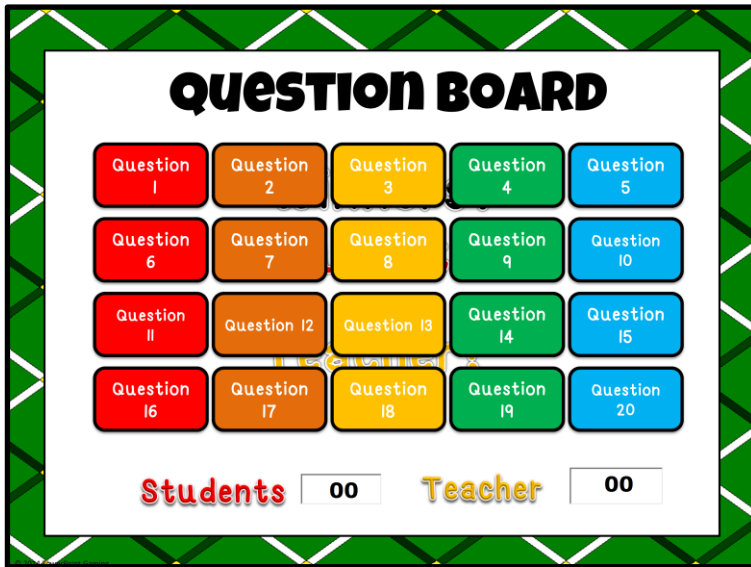 QUESTION BOARD
Question
1
Question
2
Question
3
Question
4
Question
5
Question
6
Question
7
Question
8
Question
9
Question
10
Question
11
Question 12
Question 13
Question
14
Question
15
Question
16
Question
17
Question
18
Question
19
Question
20
Students 00 Teacher 00